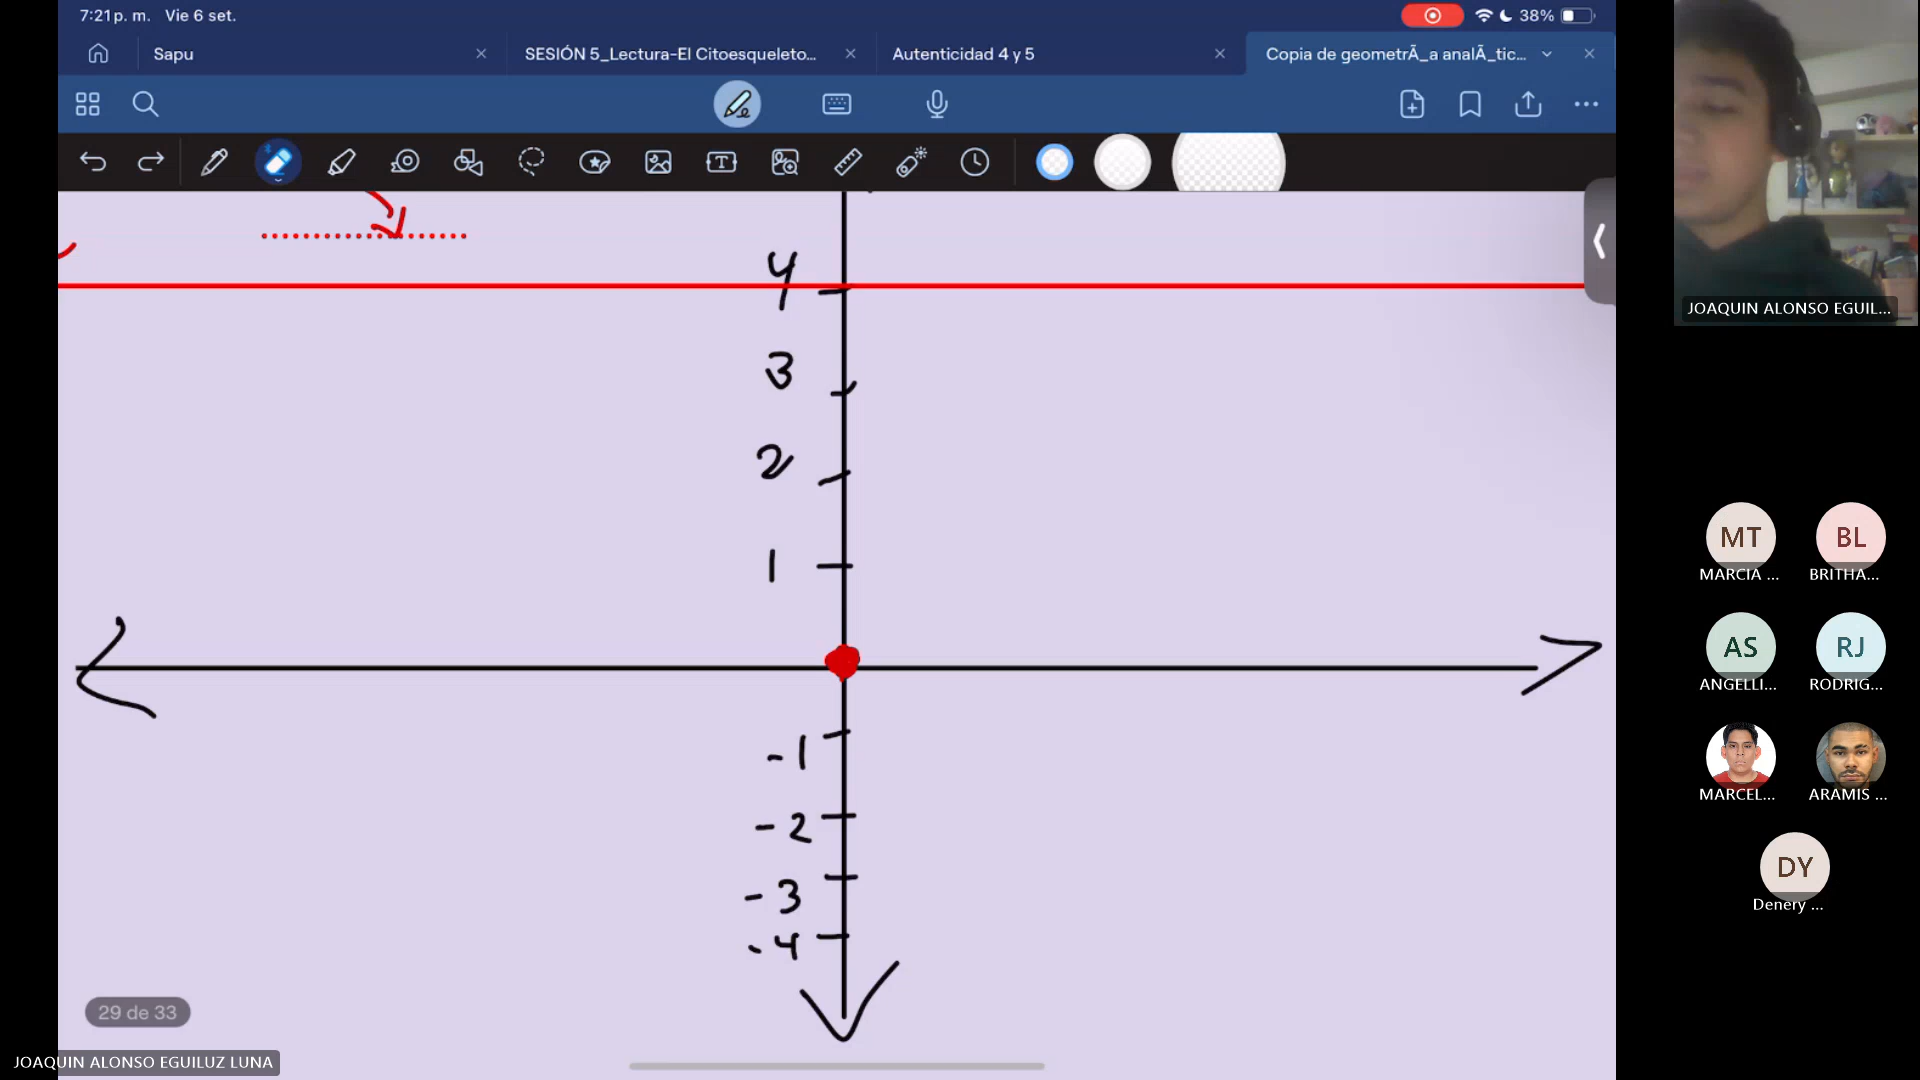 7:21 p. m. Vie 6 set.
38%
Sapu
SESIÓN 5_Lectura-El Citoesqueleto...
Autenticidad 4 y 5
Copia de geometrÃ_a analÃ_tic...
4
3
2
1
-1
-2
-3
-4
29 de 33
JOAQUIN ALONSO EGUILUZ LUNA
JOAQUIN ALONSO EGUIL...
MT
MARCIA ...
BL
BRITHA...
AS
ANGELLI...
RJ
RODRIG...
MARCEL...
ARAMIS ...
DY
Denery ...